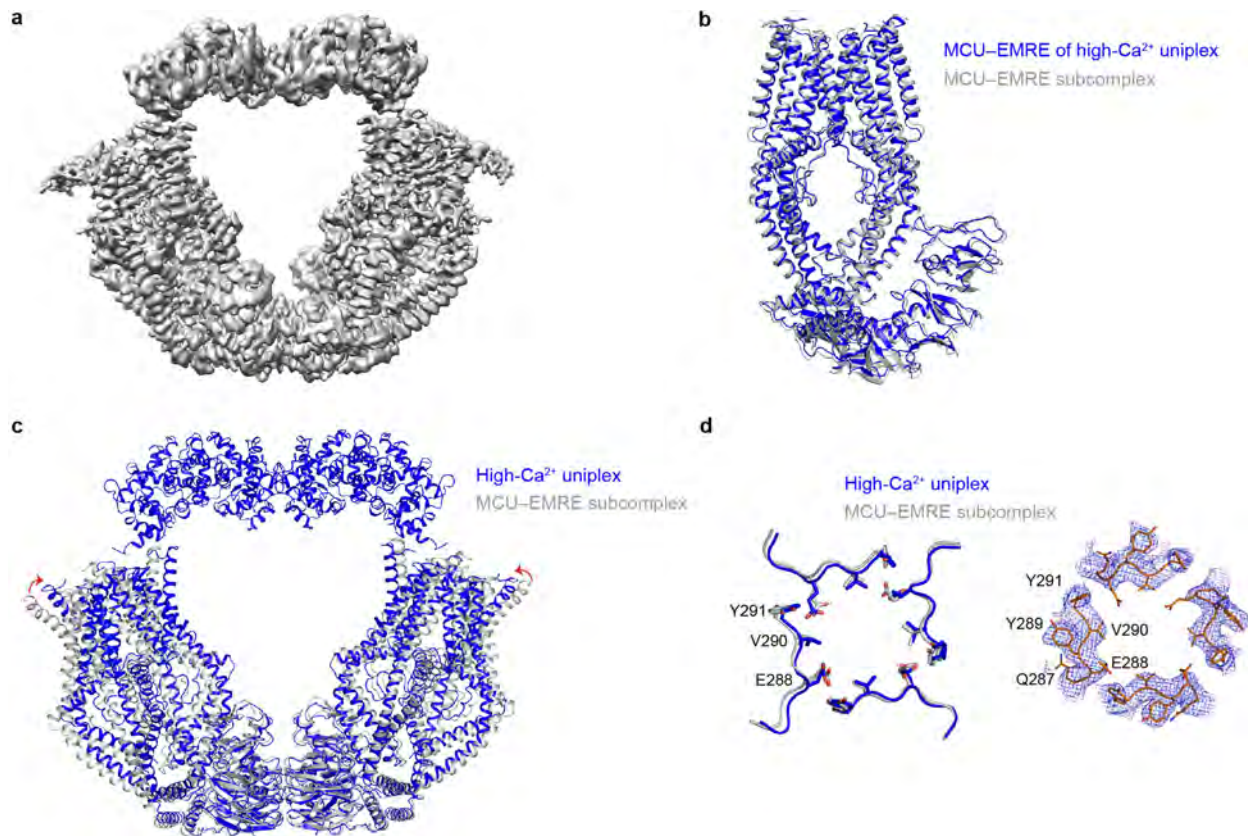 a
b
MCU–EMRE of high-Ca²⁺ uniplex
MCU–EMRE subcomplex
c
High-Ca²⁺ uniplex
MCU–EMRE subcomplex
d
High-Ca²⁺ uniplex
MCU–EMRE subcomplex
Y291
V290
E288
Y291
Y289
V290
E288
Q287